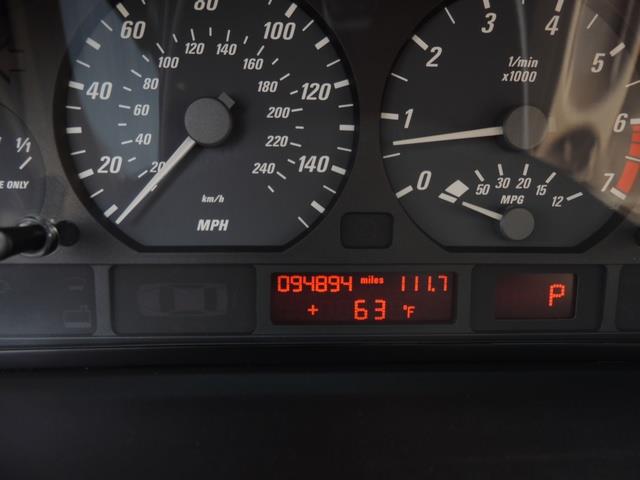 80
60 100
40 120
20 140
100 120 140 160
80 180
60 200
40 220
20 240
km/h
MPH
1/1
E ONLY
3 4
2 5
1 6
0 7
1/min
x1000
50 30 20 15 12
MPG
094894 miles 111.7
+ 63 °F
P